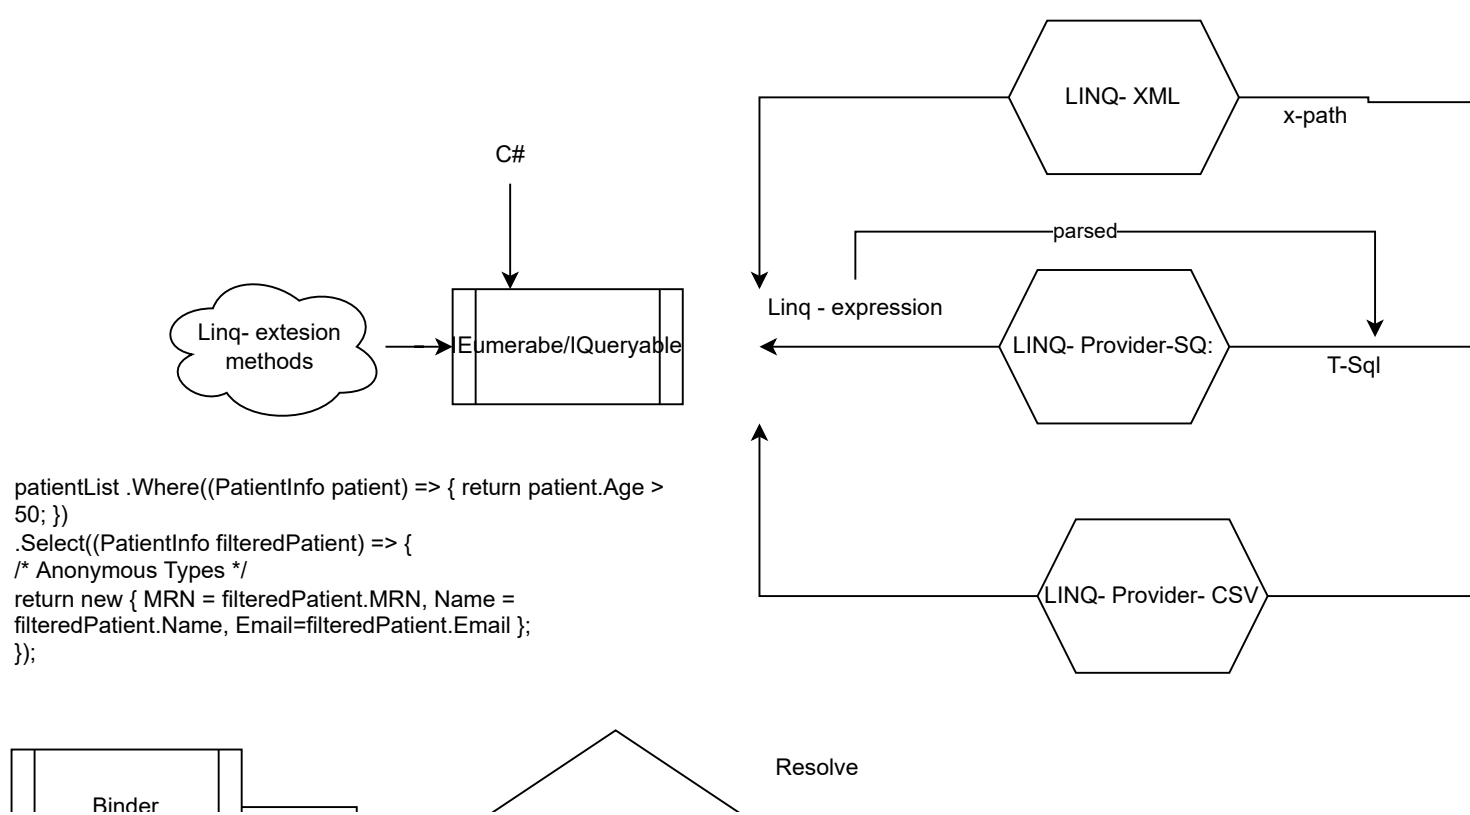 LINQ- XML
x-path
C#
parsed
Linq - expression
Linq- extesion
methods
IEumerabe/IQueryable
LINQ- Provider-SQ:
T-Sql
patientList .Where((PatientInfo patient) => { return patient.Age >
50; })
.Select((PatientInfo filteredPatient) => {
/* Anonymous Types */
return new { MRN = filteredPatient.MRN, Name =
filteredPatient.Name, Email=filteredPatient.Email };
});
LINQ- Provider- CSV
Resolve
Binder